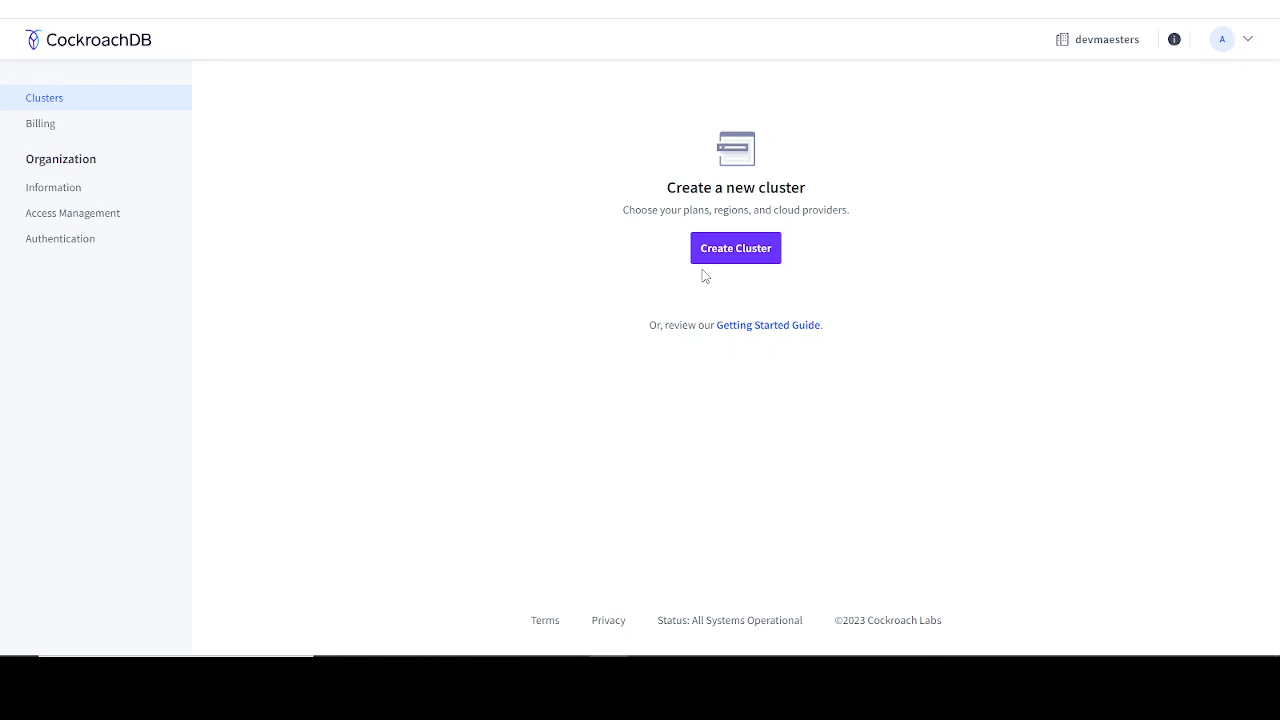 CockroachDB
devmaesters
A
Clusters
Billing
Organization
Information
Access Management
Authentication
Create a new cluster
Choose your plans, regions, and cloud providers.
Create Cluster
Or, review our Getting Started Guide.
Terms
Privacy
Status: All Systems Operational
©2023 Cockroach Labs